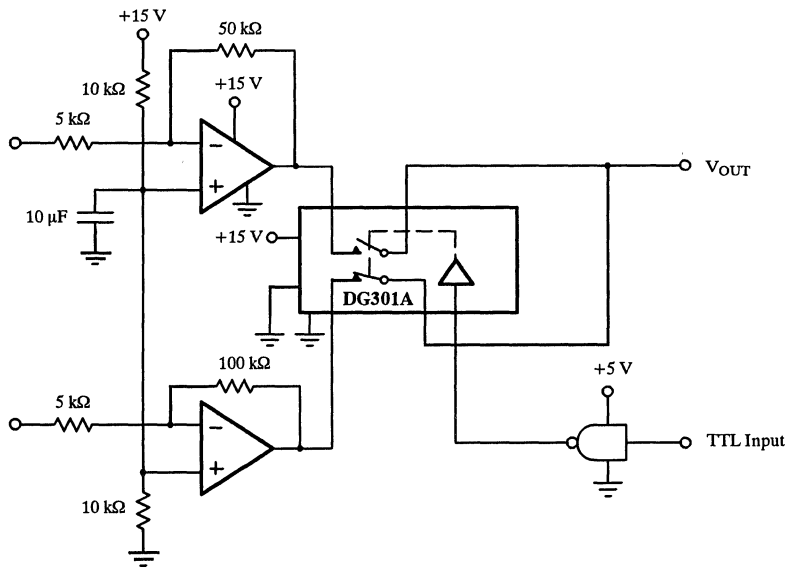 +15 V
50 kΩ
10 kΩ
+15 V
5 kΩ
−
+
V_OUT
10 µF
+15 V
DG301A
100 kΩ
+5 V
5 kΩ
−
+
TTL Input
10 kΩ